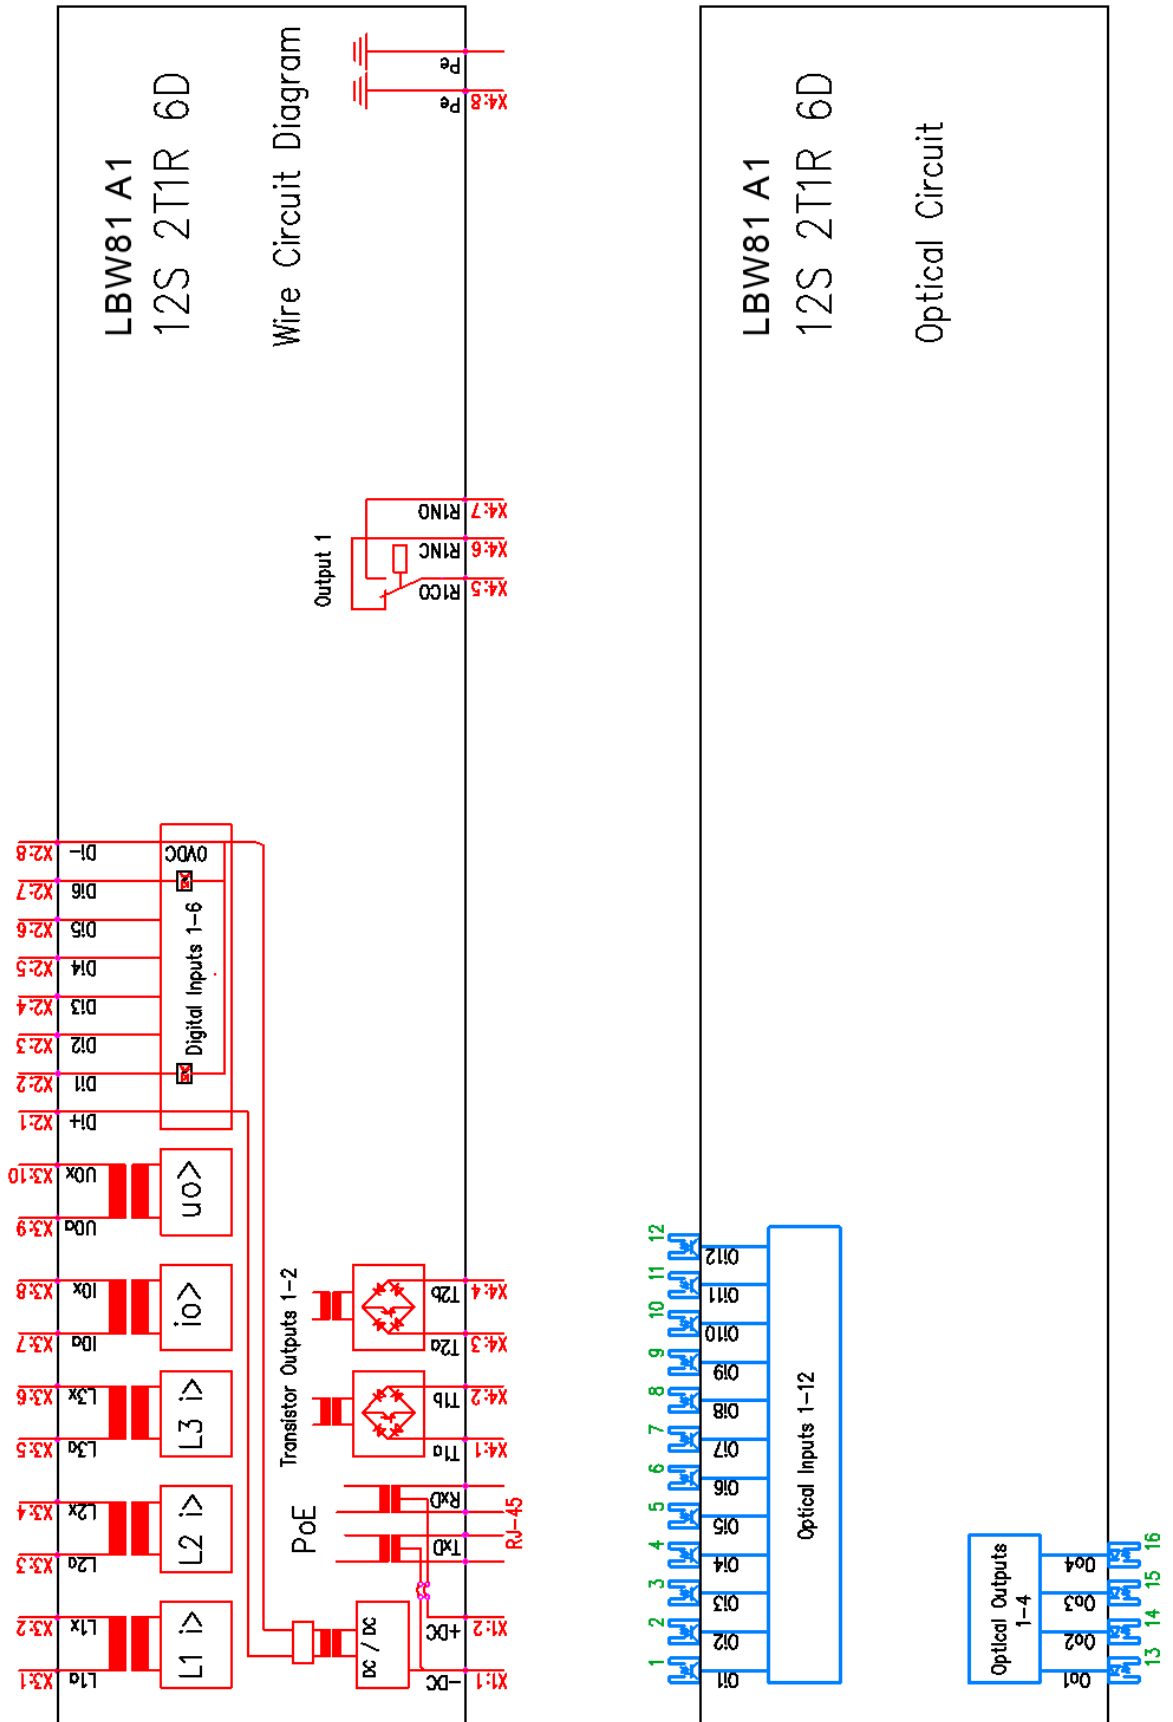 LBW81 A1
12S 2T1R 6D
Wire Circuit Diagram
Pe
Pe X4:8
Output 1
R1NO X4:7
R1NC X4:6
R1CO X4:5
X2:8 Di-
X2:7 Di6
X2:6 Di5
X2:5 Di4
X2:4 Di3
X2:3 Di2
X2:2 Di1
X2:1 Di+
0VDC
Digital Inputs 1-6
X3:10 U0x
X3:9 U0a
uo>
X3:8 I0x
X3:7 I0a
io>
X3:6 L3x
X3:5 L3a
L3 i>
X3:4 L2x
X3:3 L2a
L2 i>
X3:2 L1x
X3:1 L1a
L1 i>
Transistor Outputs 1-2
T2b X4:4
T2a X4:3
T1b X4:2
T1a X4:1
PoE
RxD
TxD
RJ-45
DC / DC
+DC X1:2
-DC X1:1
LBW81 A1
12S 2T1R 6D
Optical Circuit
12 Oi12
11 Oi11
10 Oi10
9 Oi9
8 Oi8
7 Oi7
6 Oi6
5 Oi5
4 Oi4
3 Oi3
2 Oi2
1 Oi1
Optical Inputs 1-12
Optical Outputs
1-4
Oo4 16
Oo3 15
Oo2 14
Oo1 13